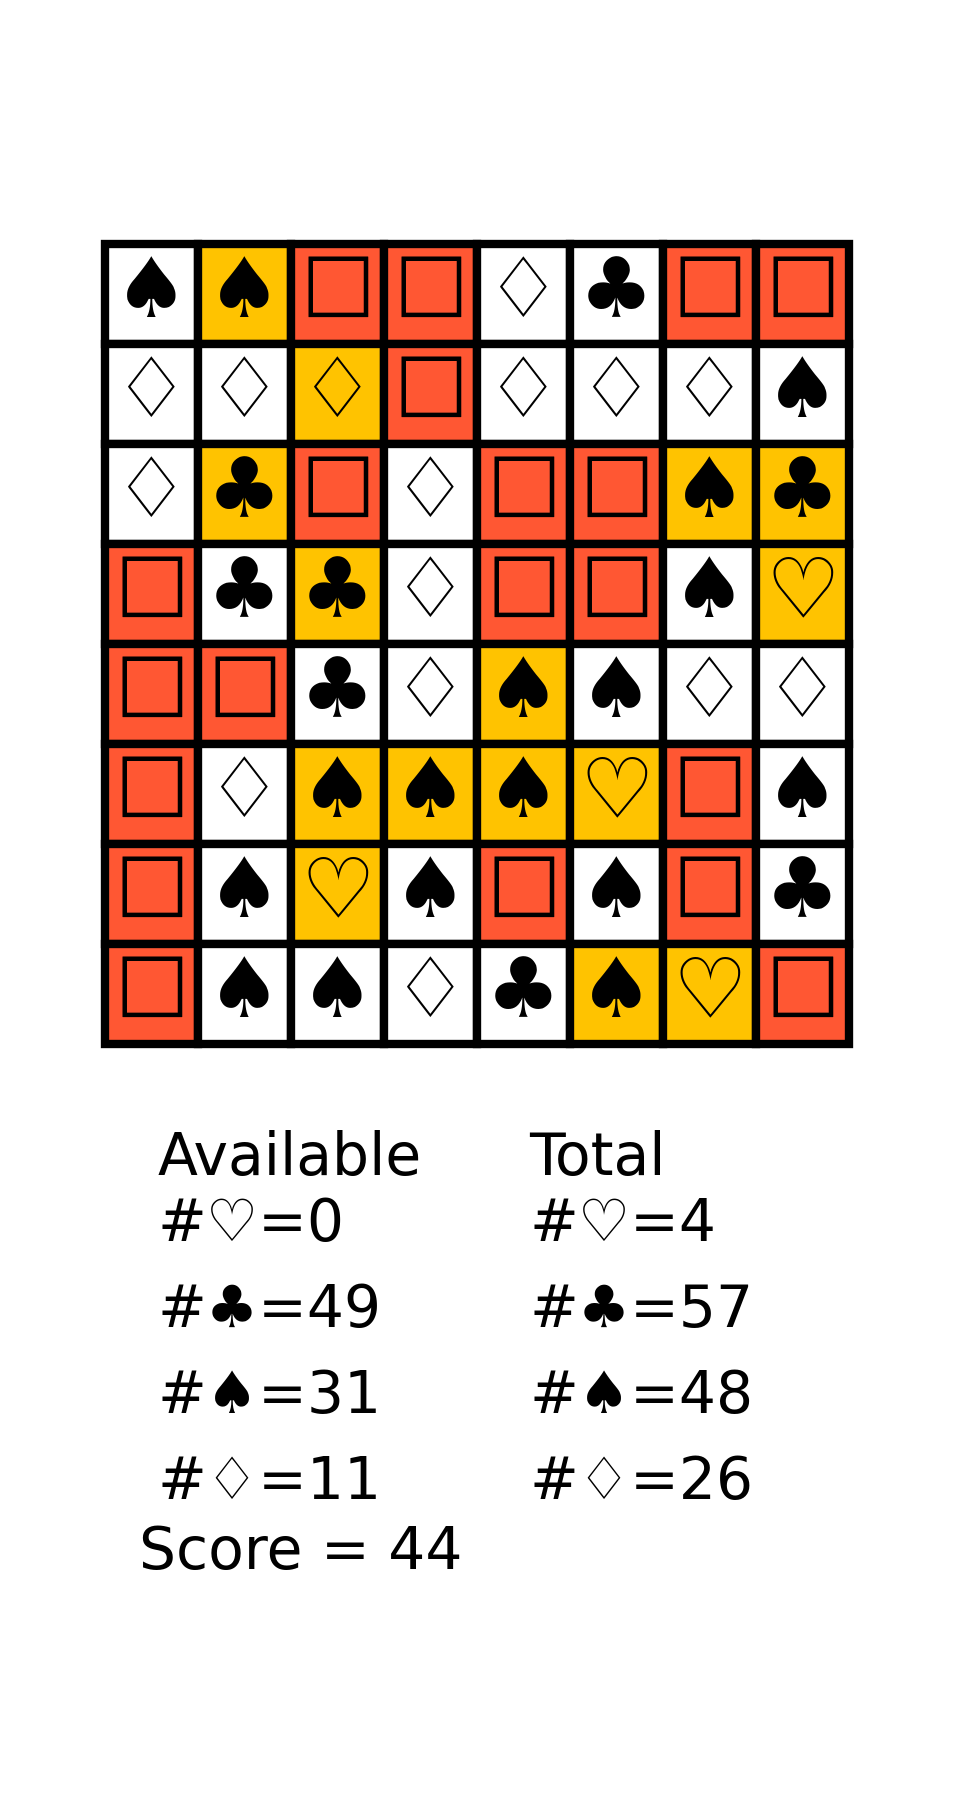 ♠ ♠ □ □ ♢ ♣ □ □
♢ ♢ ♢ □ ♢ ♢ ♢ ♠
♢ ♣ □ ♢ □ □ ♠ ♣
□ ♣ ♣ ♢ □ □ ♠ ♡
□ □ ♣ ♢ ♠ ♠ ♢ ♢
□ ♢ ♠ ♠ ♠ ♡ □ ♠
□ ♠ ♡ ♠ □ ♠ □ ♣
□ ♠ ♠ ♢ ♣ ♠ ♡ □
Available Total
#♡=0 #♡=4
#♣=49 #♣=57
#♠=31 #♠=48
#♢=11 #♢=26
Score = 44